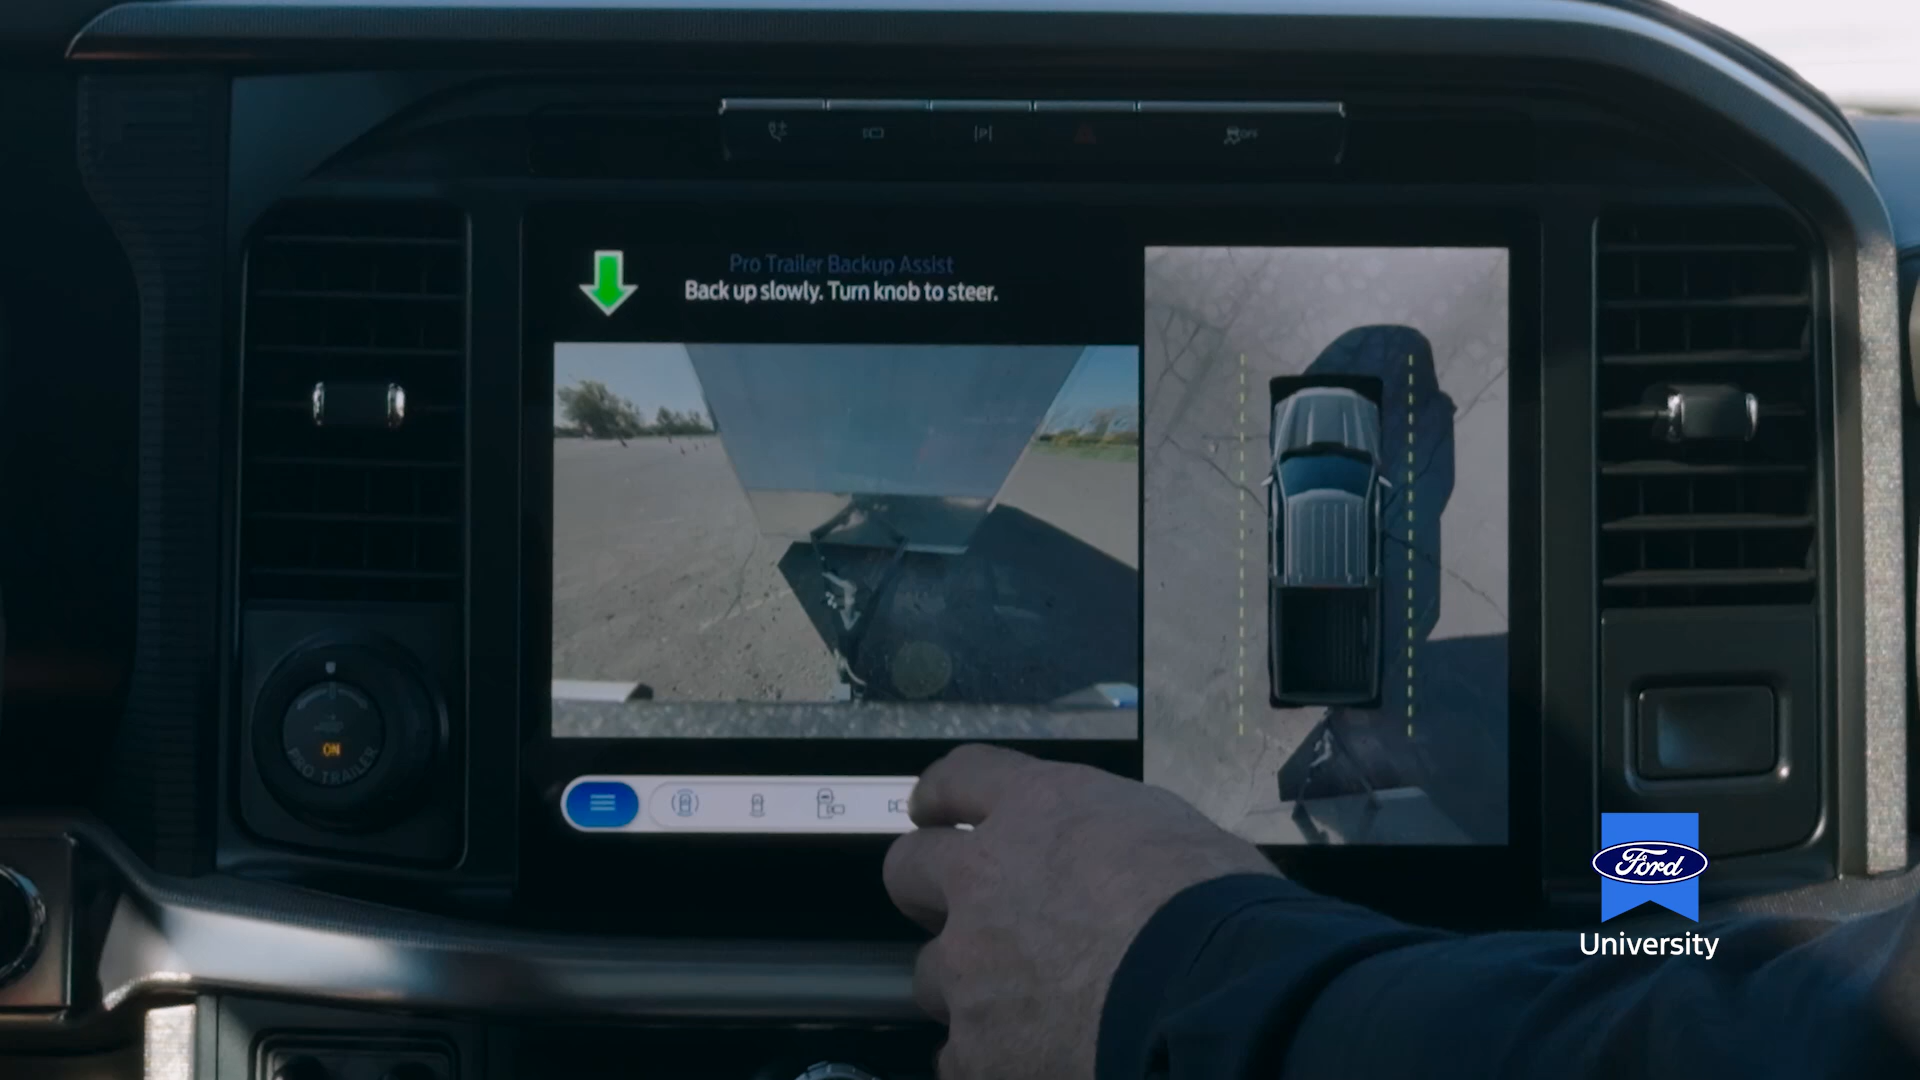 Pro Trailer Backup Assist
Back up slowly. Turn knob to steer.
ON
PRO TRAILER
Ford
University